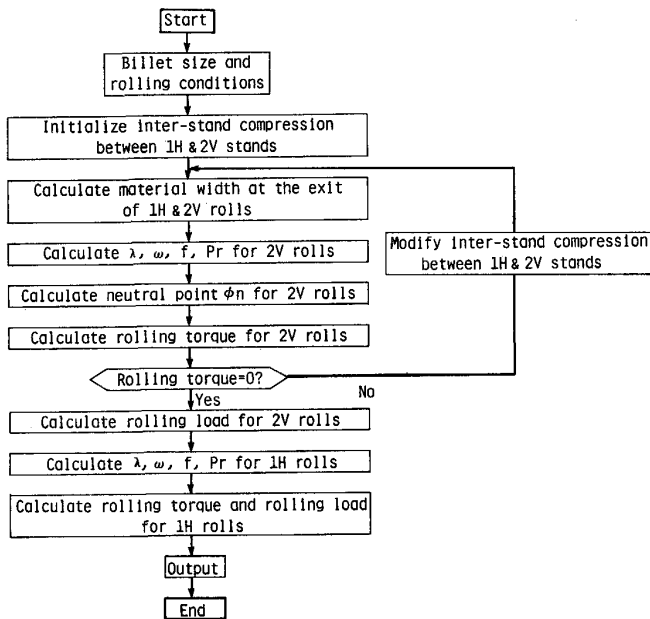 Start
Billet size and
rolling conditions
Initialize inter-stand compression
between 1H & 2V stands
Calculate material width at the exit
of 1H & 2V rolls
Calculate λ, ω, f, Pr for 2V rolls
Modify inter-stand compression
between 1H & 2V stands
Calculate neutral point φn for 2V rolls
Calculate rolling torque for 2V rolls
Rolling torque=0?
No
Yes
Calculate rolling load for 2V rolls
Calculate λ, ω, f, Pr for 1H rolls
Calculate rolling torque and rolling load
for 1H rolls
Output
End